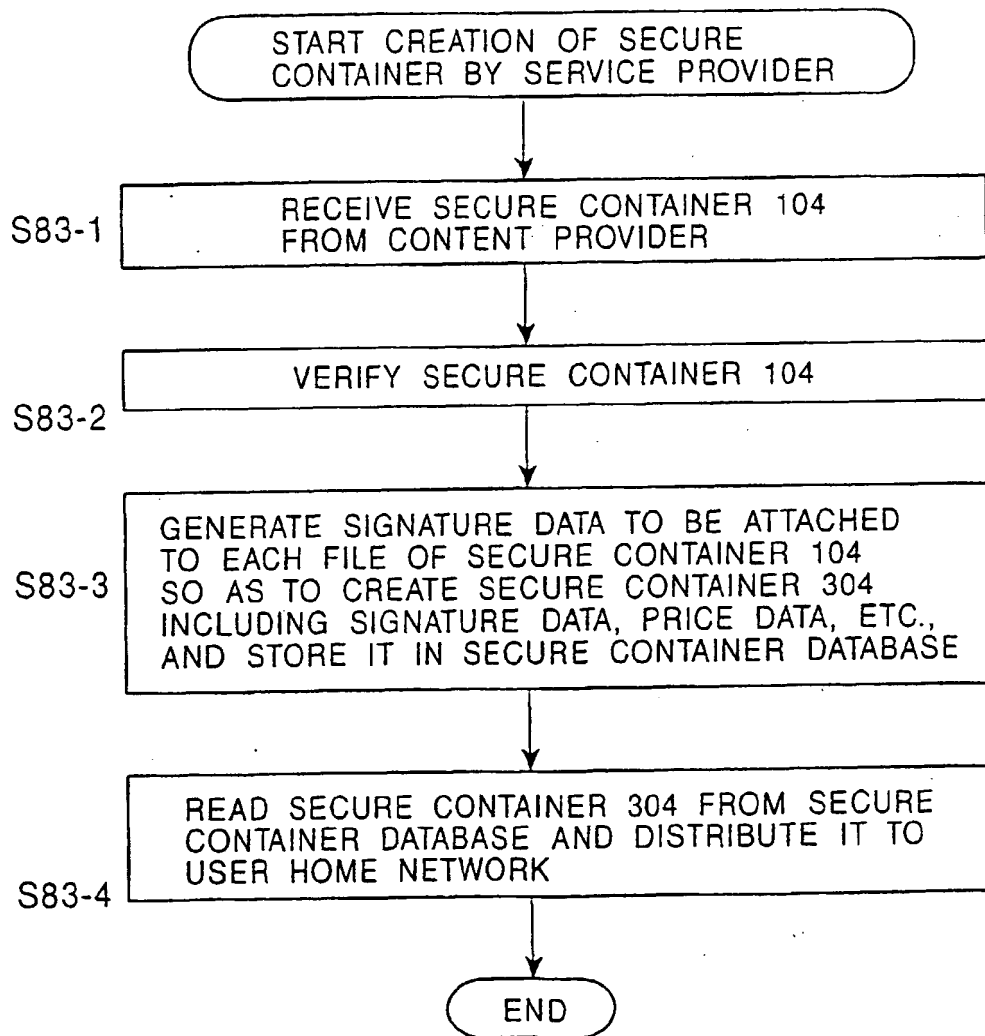 START CREATION OF SECURE
CONTAINER BY SERVICE PROVIDER
S83-1
RECEIVE SECURE CONTAINER 104
FROM CONTENT PROVIDER
VERIFY SECURE CONTAINER 104
S83-2
GENERATE SIGNATURE DATA TO BE ATTACHED
TO EACH FILE OF SECURE CONTAINER 104
S83-3
SO AS TO CREATE SECURE CONTAINER 304
INCLUDING SIGNATURE DATA, PRICE DATA, ETC.,
AND STORE IT IN SECURE CONTAINER DATABASE
READ SECURE CONTAINER 304 FROM SECURE
CONTAINER DATABASE AND DISTRIBUTE IT TO
USER HOME NETWORK
S83-4
END